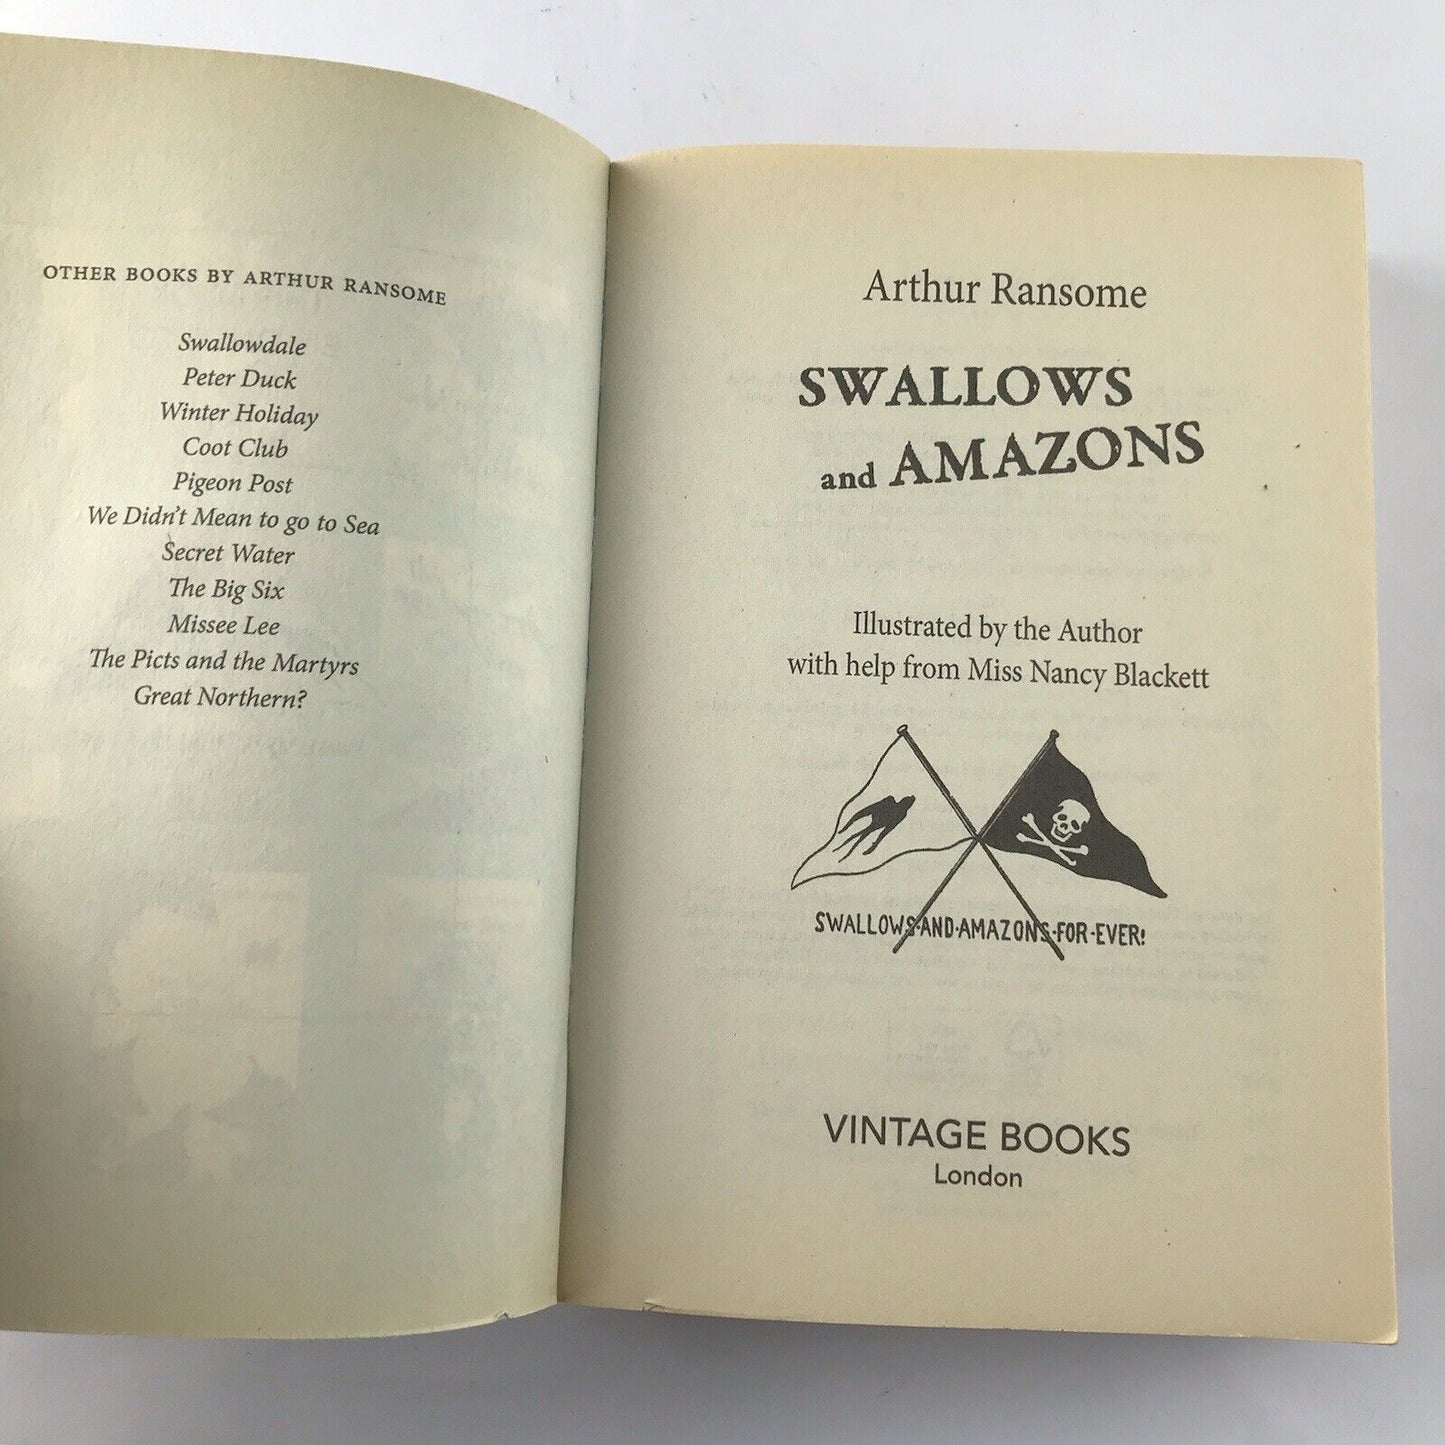 OTHER BOOKS BY ARTHUR RANSOME
Swallowdale
Peter Duck
Winter Holiday
Coot Club
Pigeon Post
We Didn't Mean to go to Sea
Secret Water
The Big Six
Missee Lee
The Picts and the Martyrs
Great Northern?
Arthur Ransome
SWALLOWS
and AMAZONS
Illustrated by the Author
with help from Miss Nancy Blackett
SWALLOWS·AND·AMAZONS·FOR·EVER!
VINTAGE BOOKS
London